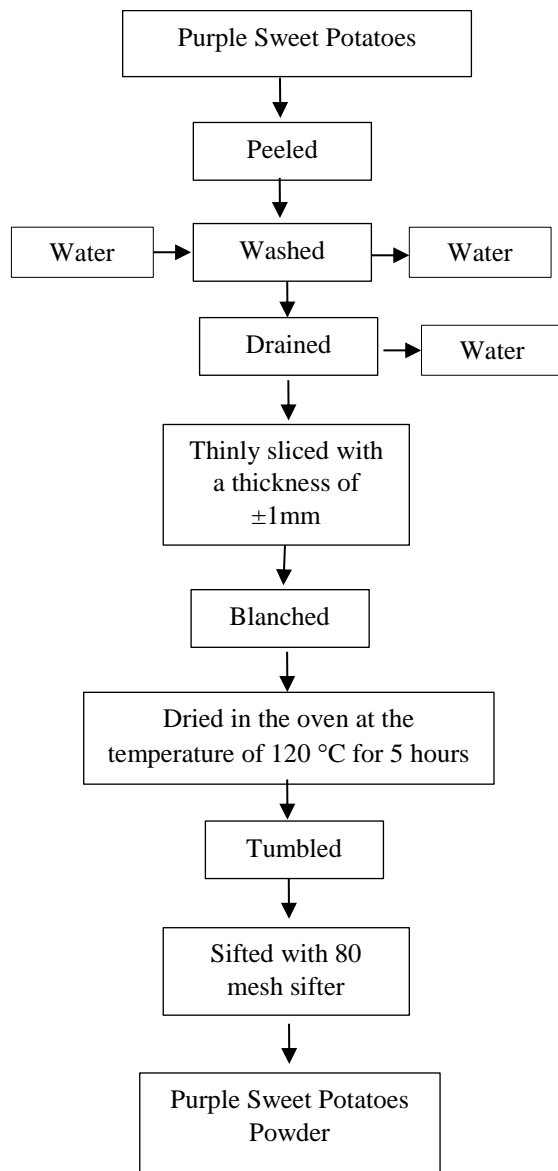 Purple Sweet Potatoes
Peeled
Water
Washed
Water
Drained
Water
Thinly sliced with
a thickness of
±1mm
Blanched
Dried in the oven at the
temperature of 120 °C for 5 hours
Tumbled
Sifted with 80
mesh sifter
Purple Sweet Potatoes
Powder